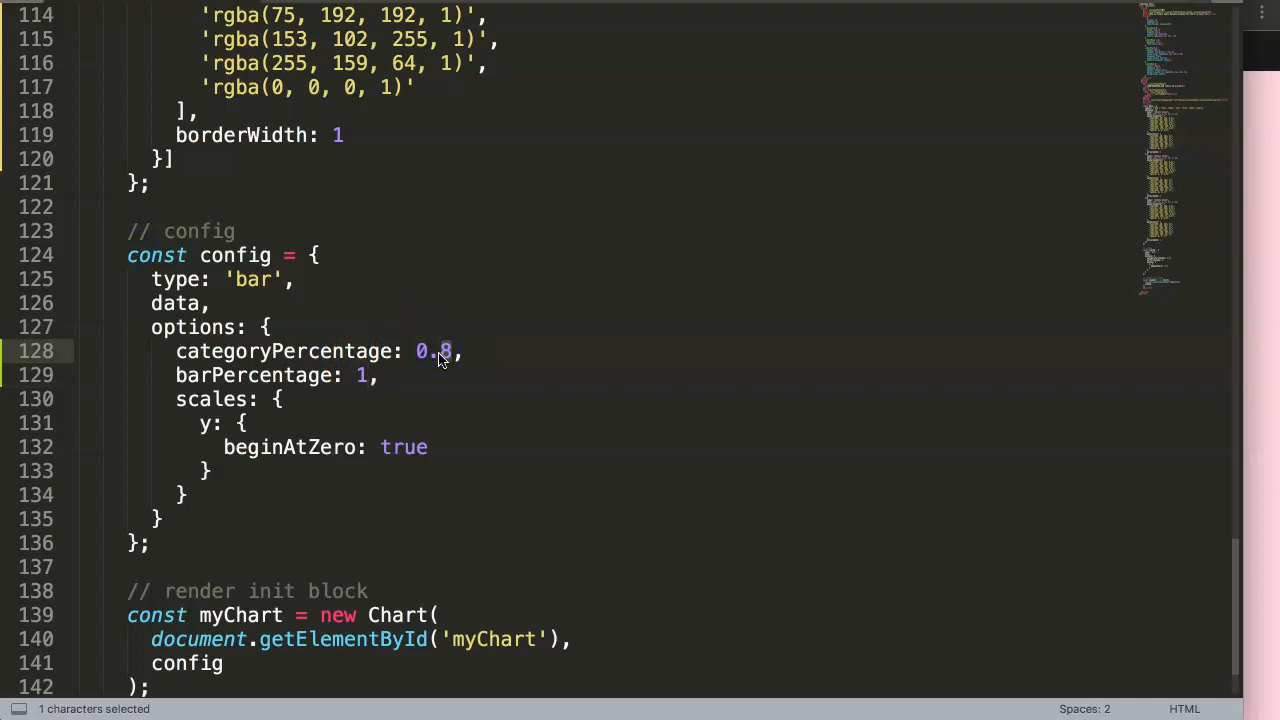 114 'rgba(75, 192, 192, 1)',
115 'rgba(153, 102, 255, 1)',
116 'rgba(255, 159, 64, 1)',
117 'rgba(0, 0, 0, 1)'
118 ],
119 borderWidth: 1
120 }]
121 };
122
123 // config
124 const config = {
125 type: 'bar',
126 data,
127 options: {
128 categoryPercentage: 0.8,
129 barPercentage: 1,
130 scales: {
131 y: {
132 beginAtZero: true
133 }
134 }
135 }
136 };
137
138 // render init block
139 const myChart = new Chart(
140 document.getElementById('myChart'),
141 config
142 );
1 characters selected
Spaces: 2
HTML